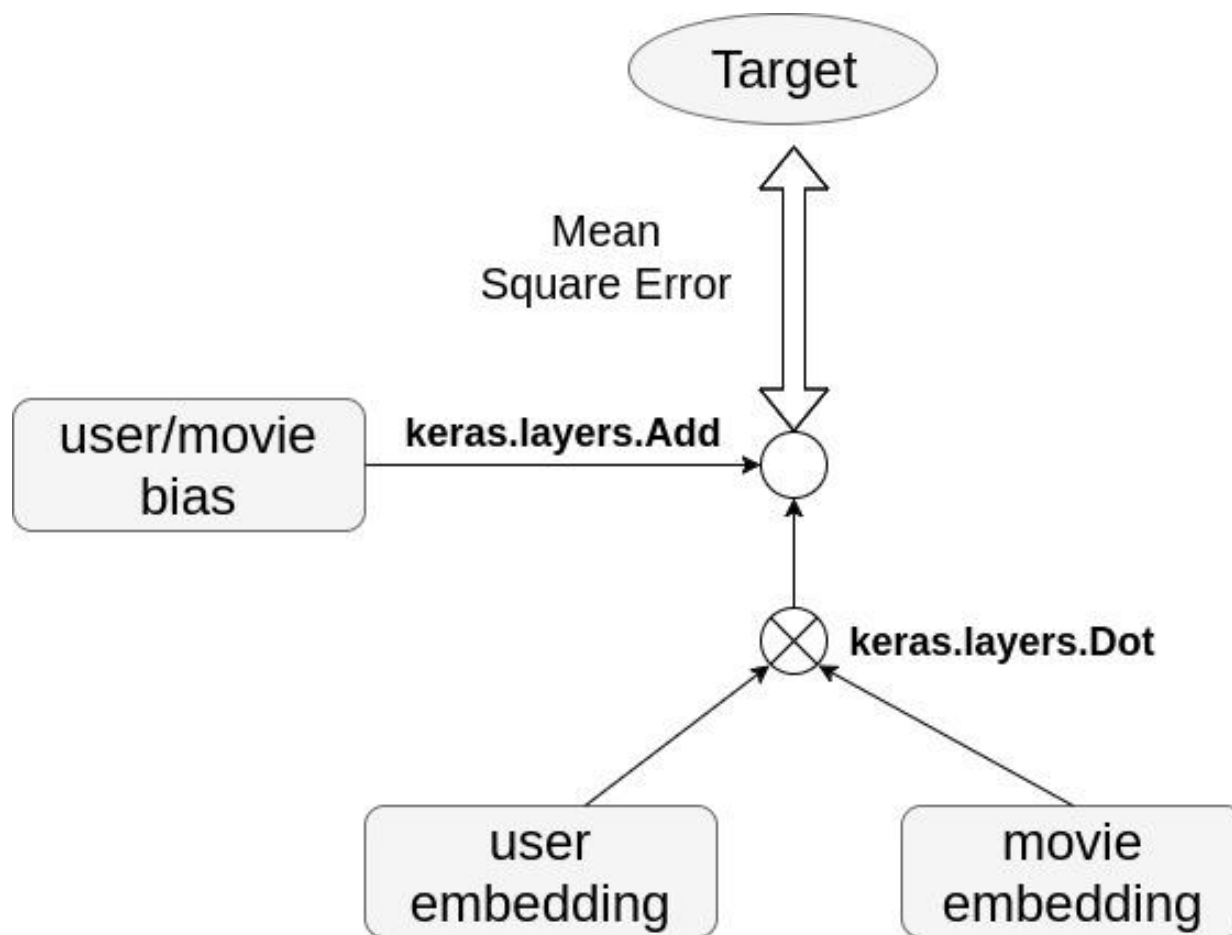 Target
Mean
Square Error
user/movie
bias
keras.layers.Add
keras.layers.Dot
user
embedding
movie
embedding